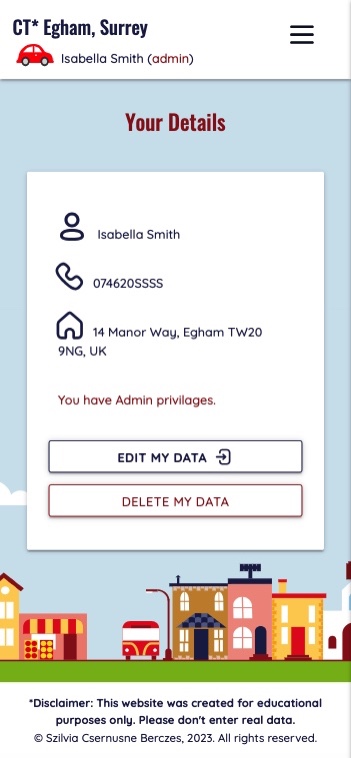 CT* Egham, Surrey
Isabella Smith (admin)
Your Details
Isabella Smith
074620SSSS
14 Manor Way, Egham TW20
9NG, UK
You have Admin privilages.
EDIT MY DATA
DELETE MY DATA
*Disclaimer: This website was created for educational
purposes only. Please don't enter real data.
© Szilvia Csernusne Berczes, 2023. All rights reserved.